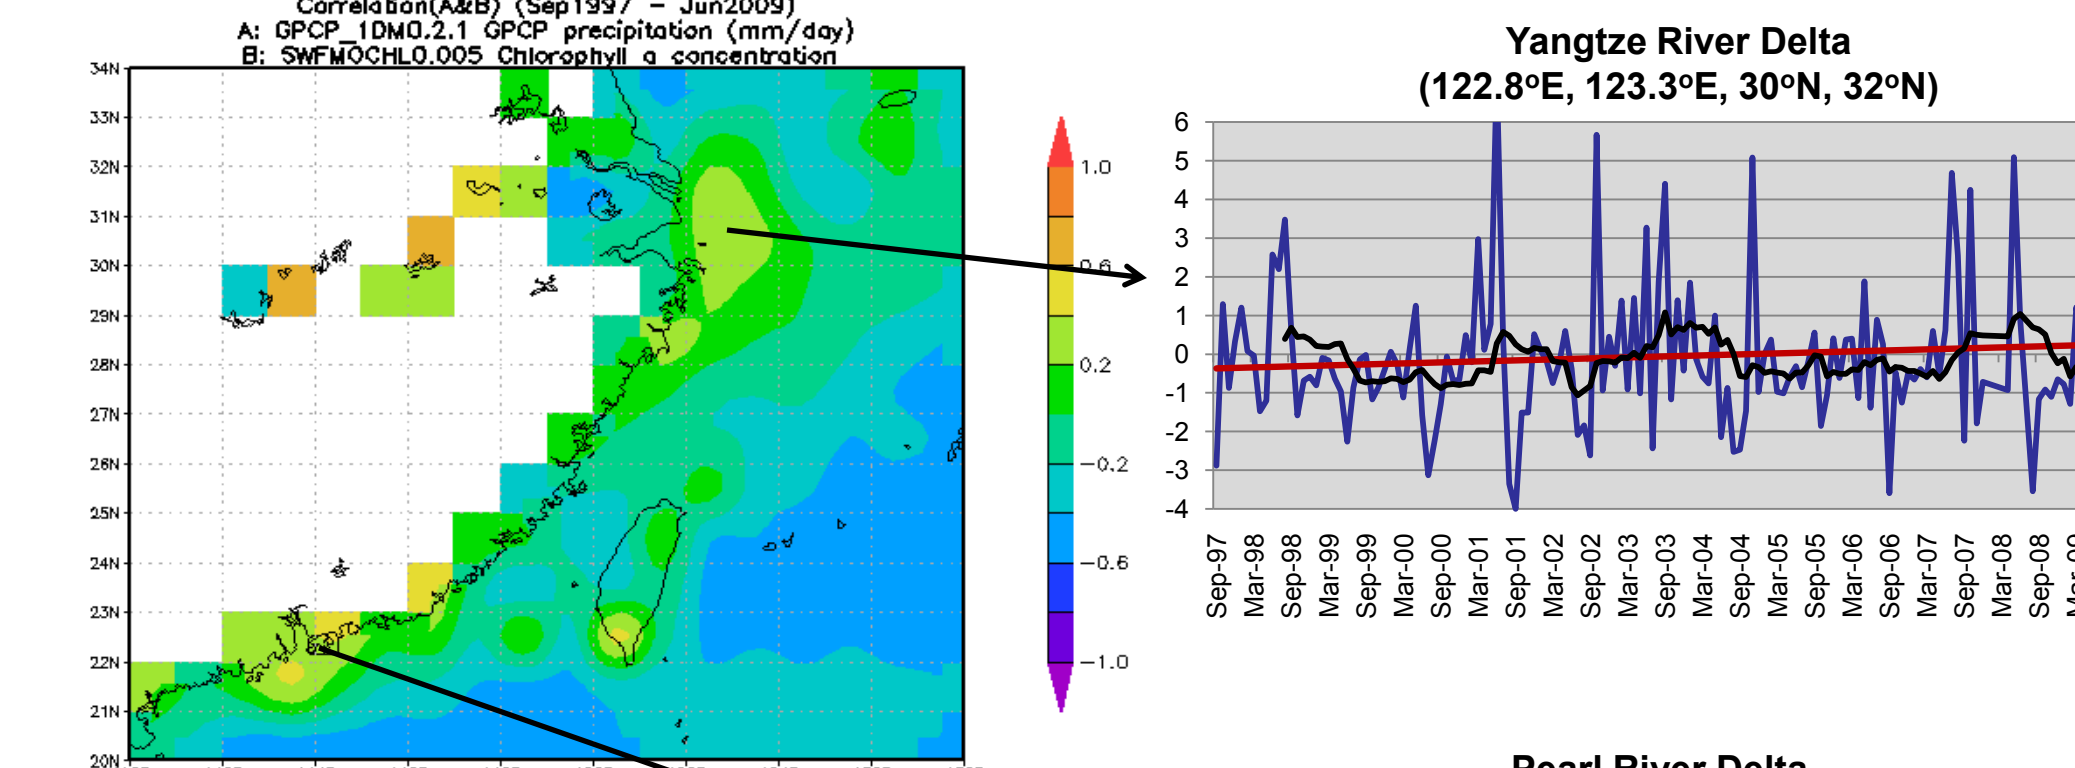 Correlation(A&B) (Sep1997 - Jun2009)
A: GPCP_1DM0.2.1 GPCP precipitation (mm/day)
B: SWFMOCHL0.005 Chlorophyll a concentration
34N
33N
32N
31N
30N
29N
28N
27N
26N
25N
24N
23N
22N
21N
20N
1.0
0.6
0.2
-0.2
-0.6
-1.0
Yangtze River Delta
(122.8°E, 123.3°E, 30°N, 32°N)
6
5
4
3
2
1
0
-1
-2
-3
-4
Sep-97
Mar-98
Sep-98
Mar-99
Sep-99
Mar-00
Sep-00
Mar-01
Sep-01
Mar-02
Sep-02
Mar-03
Sep-03
Mar-04
Sep-04
Mar-05
Sep-05
Mar-06
Sep-06
Mar-07
Sep-07
Mar-08
Sep-08
Pearl River Delta